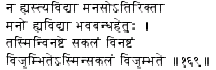 न ह्यस्त्यविद्या मनसोऽतिरिक्ता
मनो ह्यविद्या भवबन्धहेतुः ।
तस्मिन्विनष्टे सकलं विनष्टं
विजृम्भितेऽस्मिन्सकलं विजृम्भते ॥१६९॥